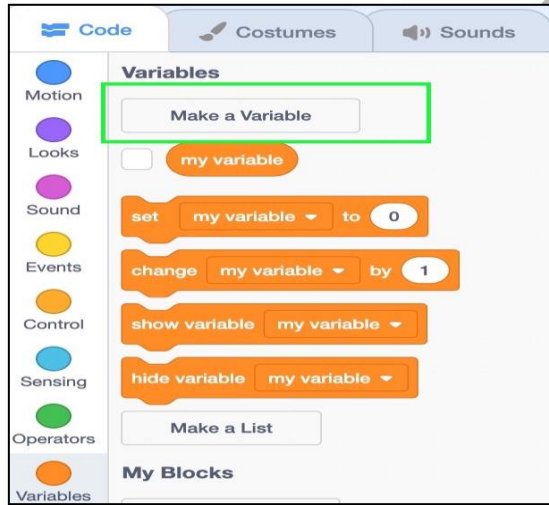 Code Costumes Sounds
Motion
Looks
Sound
Events
Control
Sensing
Operators
Variables
Variables
Make a Variable
my variable
set my variable to 0
change my variable by 1
show variable my variable
hide variable my variable
Make a List
My Blocks